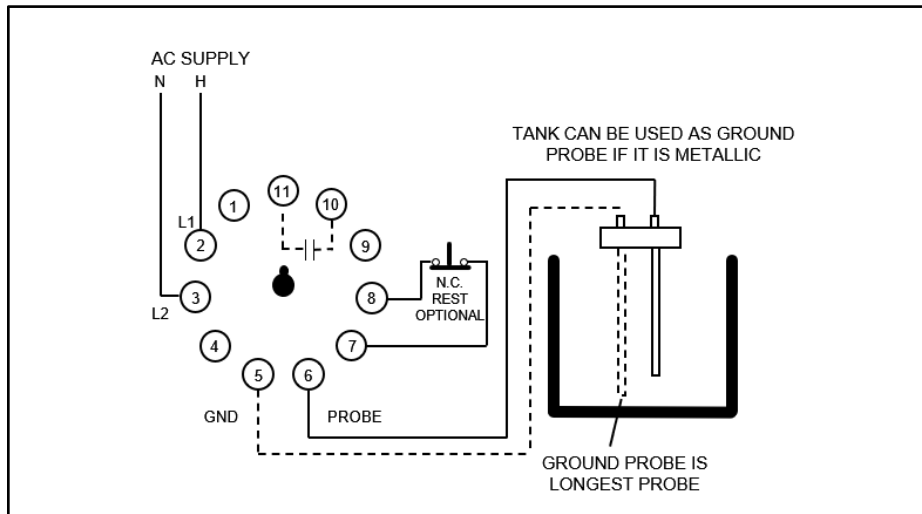 AC SUPPLY
N H
TANK CAN BE USED AS GROUND
PROBE IF IT IS METALLIC
11
1
10
L1
2
9
3
8
N.C.
REST
OPTIONAL
L2
4
7
5
6
GND
PROBE
GROUND PROBE IS
LONGEST PROBE